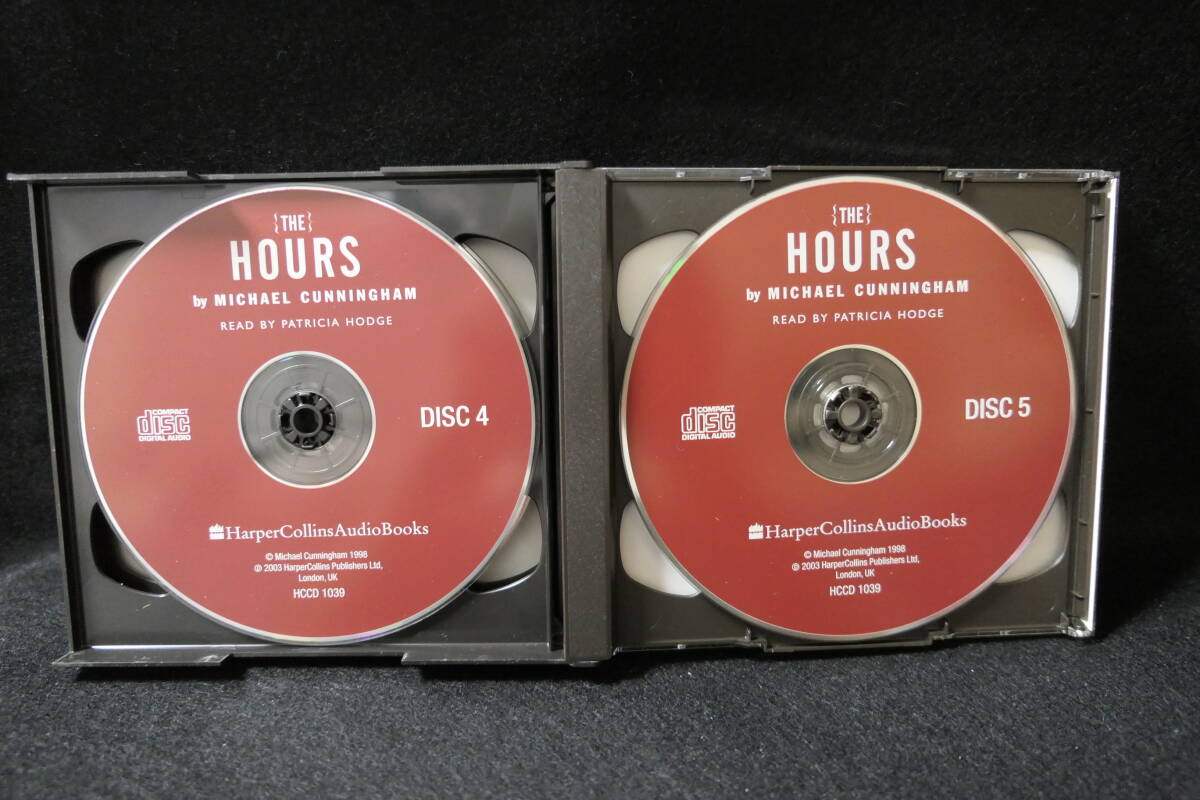 {THE}
HOURS
by MICHAEL CUNNINGHAM
READ BY PATRICIA HODGE
COMPACT
disc
DIGITAL AUDIO
DISC 4
HarperCollinsAudioBooks
© Michael Cunningham 1998
℗ 2003 HarperCollins Publishers Ltd,
London, UK
HCCD 1039
{THE}
HOURS
by MICHAEL CUNNINGHAM
READ BY PATRICIA HODGE
COMPACT
disc
DIGITAL AUDIO
DISC 5
HarperCollinsAudioBooks
© Michael Cunningham 1998
℗ 2003 HarperCollins Publishers Ltd,
London, UK
HCCD 1039